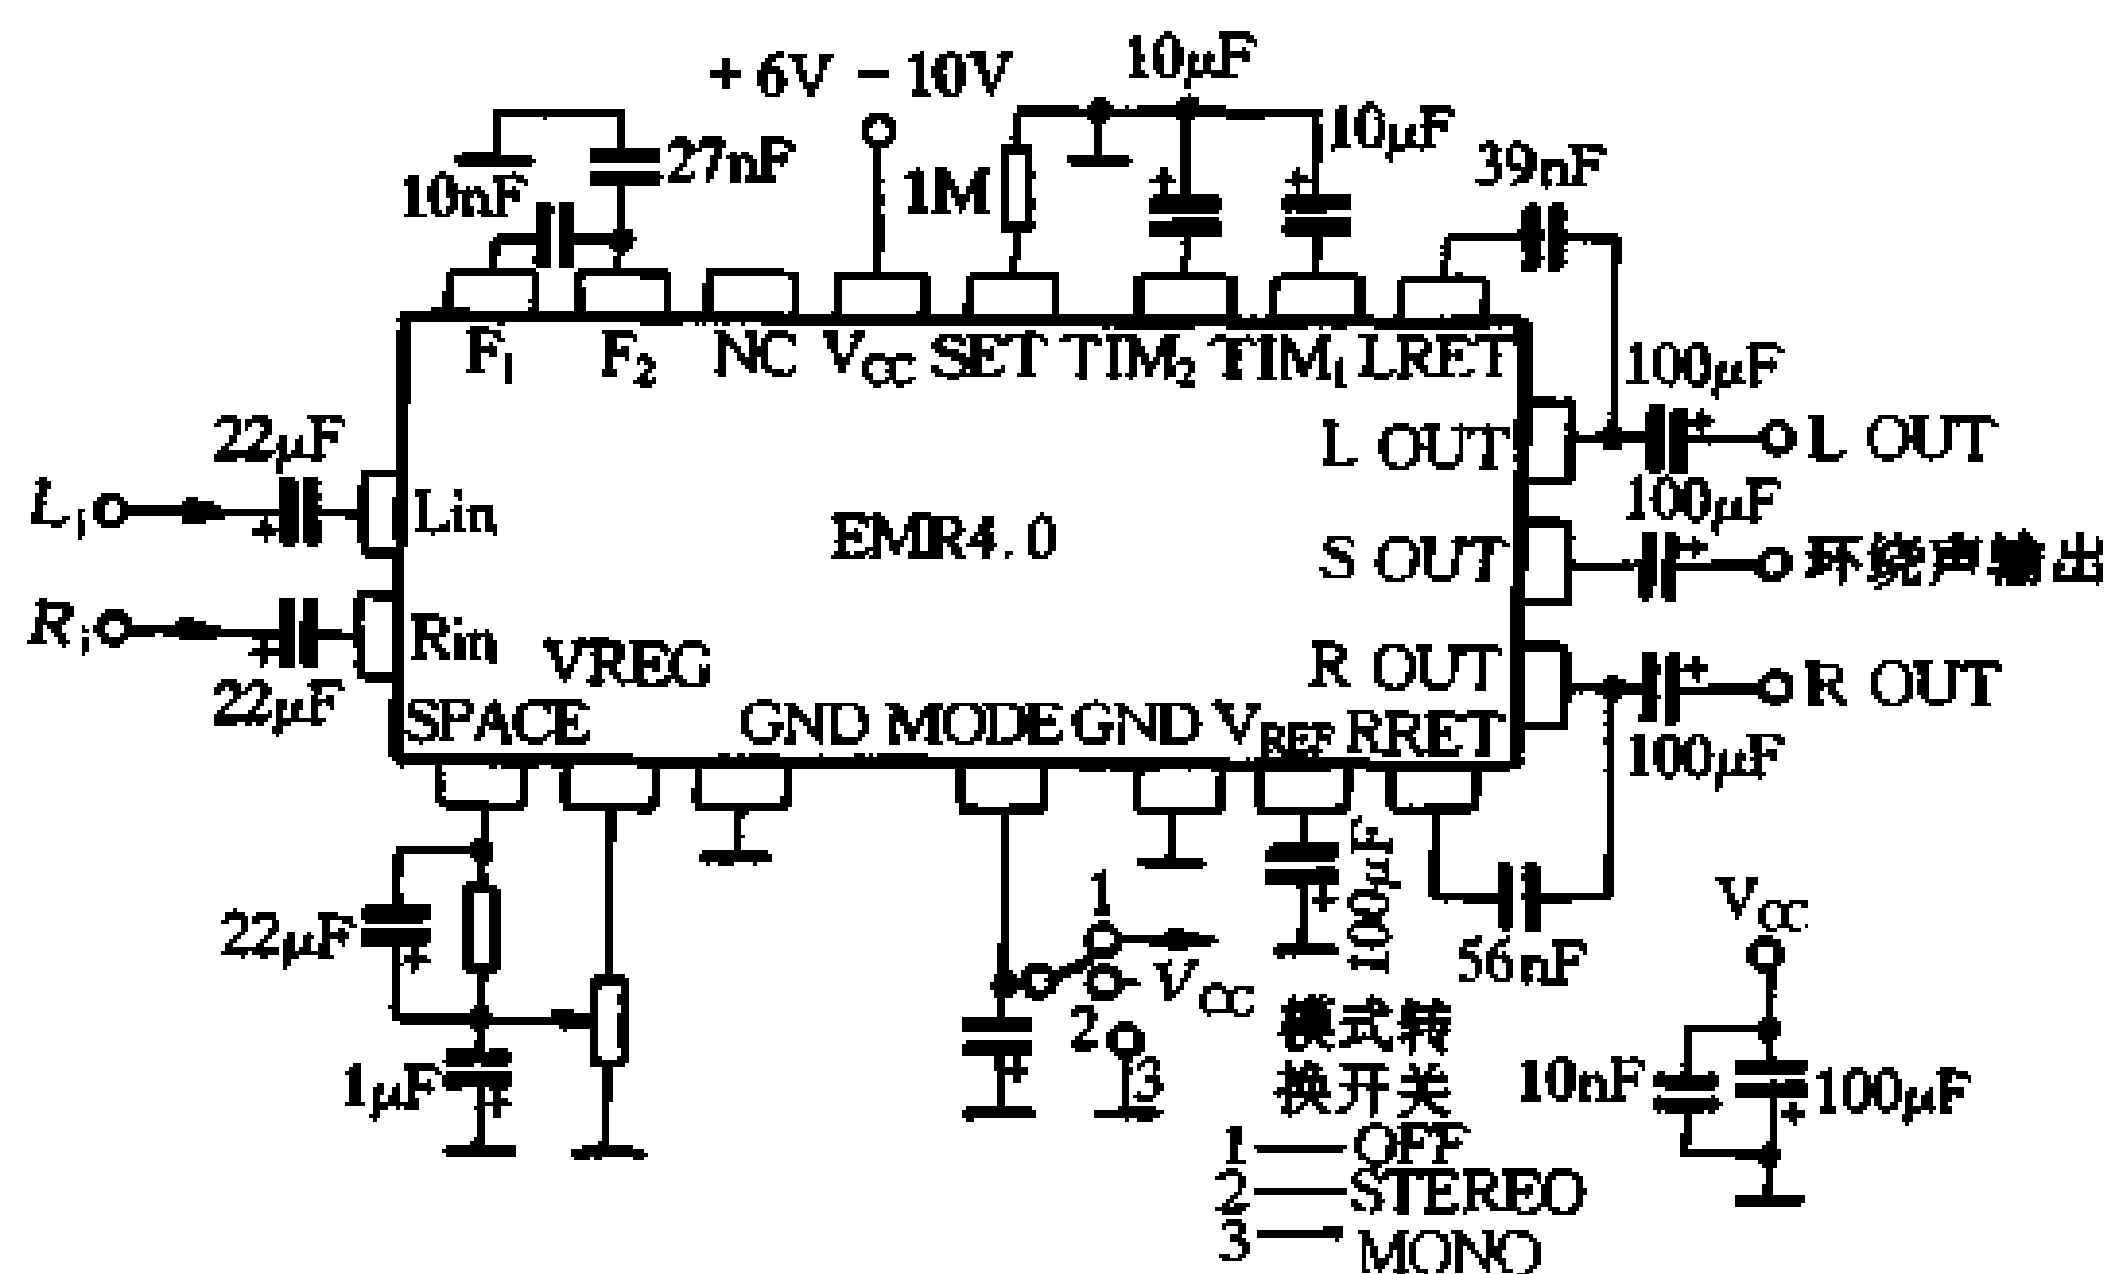 +6V-10V
10μF
10μF
27nF
10nF
1M
39nF
F₁ F₂ NC VCC SET TIM₂ TIM₁ LRET
100μF
L OUT
L OUT
22μF
100μF
Li
Lin
EMR4.0
S OUT
环绕声输出
Ri
Rin
VREG
R OUT
R OUT
22μF
SPACE GND MODE GND VREF RRET
100μF
100μF
1
22μF
VCC
56nF
VCC
2
模式转
3
换开关
1μF
10nF
100μF
1——OFF
2——STEREO
3——MONO